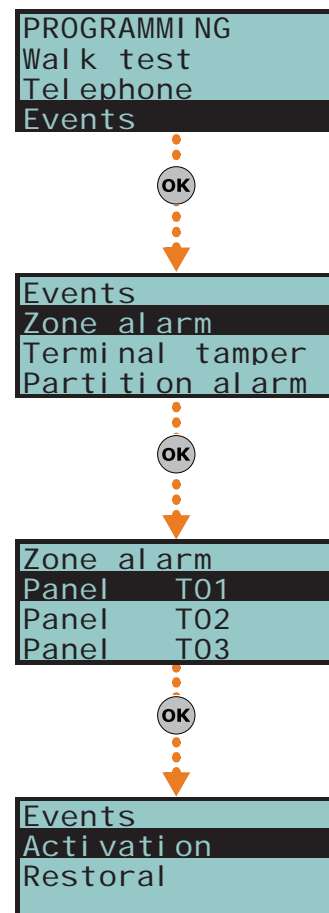 PROGRAMMING
Walk test
Telephone
Events
OK
Events
Zone alarm
Terminal tamper
Partition alarm
OK
Zone alarm
Panel T01
Panel T02
Panel T03
OK
Events
Activation
Restoral